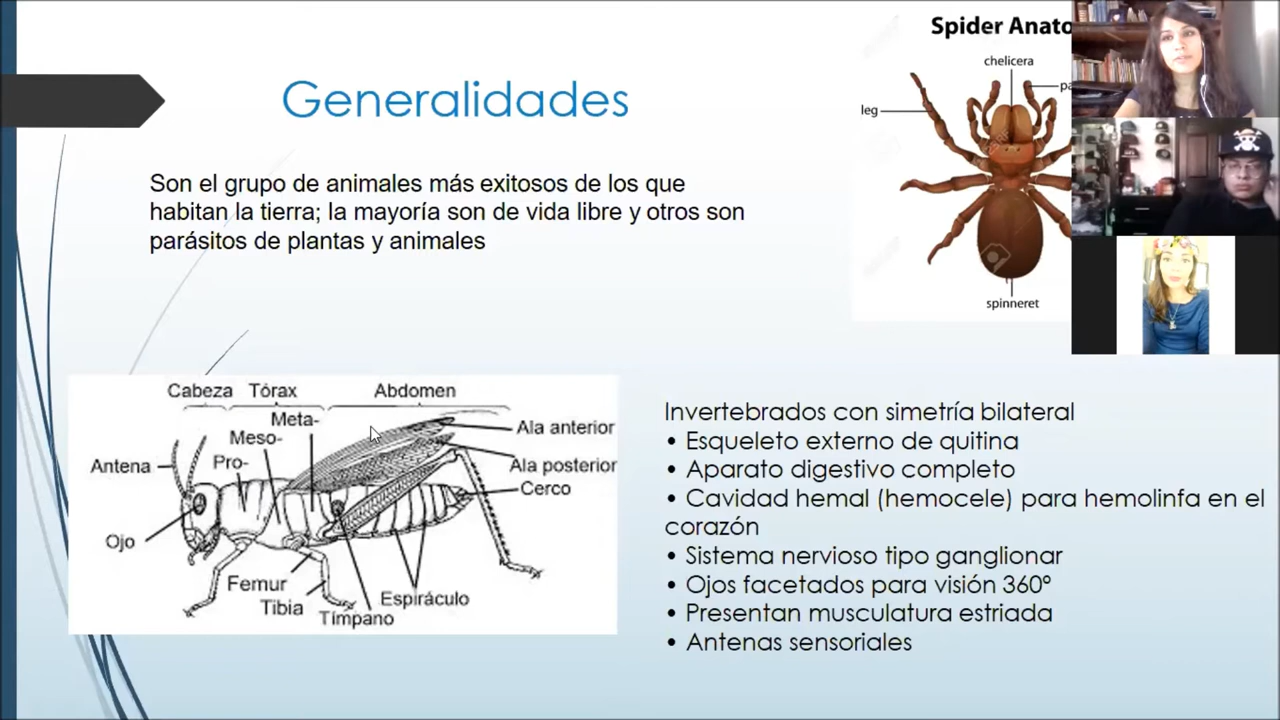 Spider Anato
chelicera
leg
Generalidades
Son el grupo de animales más exitosos de los que
habitan la tierra; la mayoría son de vida libre y otros son
parásitos de plantas y animales
spinneret
Cabeza Tórax Abdomen
Meta-
Meso-
Pro-
Antena
Ojo
Femur
Tibia
Tímpano
Espiráculo
Ala anterior
Ala posterior
Cerco
Invertebrados con simetría bilateral
• Esqueleto externo de quitina
• Aparato digestivo completo
• Cavidad hemal (hemocele) para hemolinfa en el
corazón
• Sistema nervioso tipo ganglionar
• Ojos facetados para visión 360º
• Presentan musculatura estriada
• Antenas sensoriales